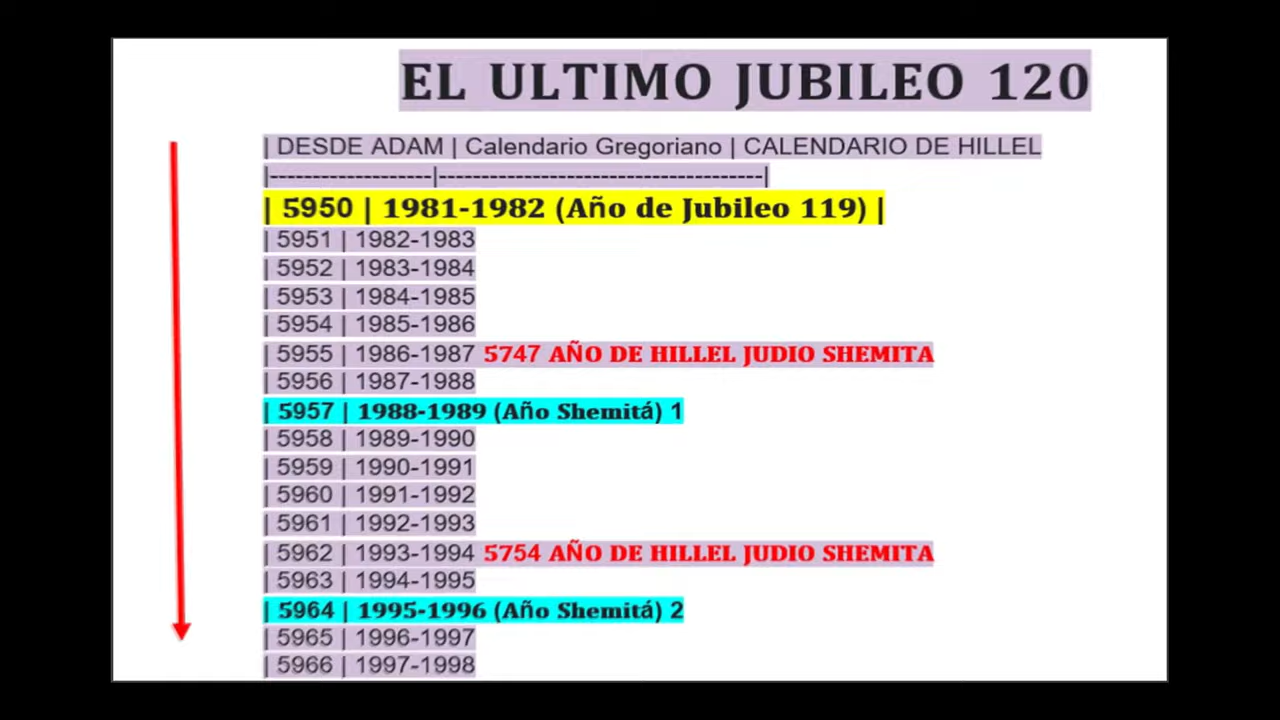 EL ULTIMO JUBILEO 120
| DESDE ADAM | Calendario Gregoriano | CALENDARIO DE HILLEL
|-------------------|--------------------------------------|
| 5950 | 1981-1982 (Año de Jubileo 119) |
| 5951 | 1982-1983
| 5952 | 1983-1984
| 5953 | 1984-1985
| 5954 | 1985-1986
| 5955 | 1986-1987 5747 AÑO DE HILLEL JUDIO SHEMITA
| 5956 | 1987-1988
| 5957 | 1988-1989 (Año Shemitá) 1
| 5958 | 1989-1990
| 5959 | 1990-1991
| 5960 | 1991-1992
| 5961 | 1992-1993
| 5962 | 1993-1994 5754 AÑO DE HILLEL JUDIO SHEMITA
| 5963 | 1994-1995
| 5964 | 1995-1996 (Año Shemitá) 2
| 5965 | 1996-1997
| 5966 | 1997-1998